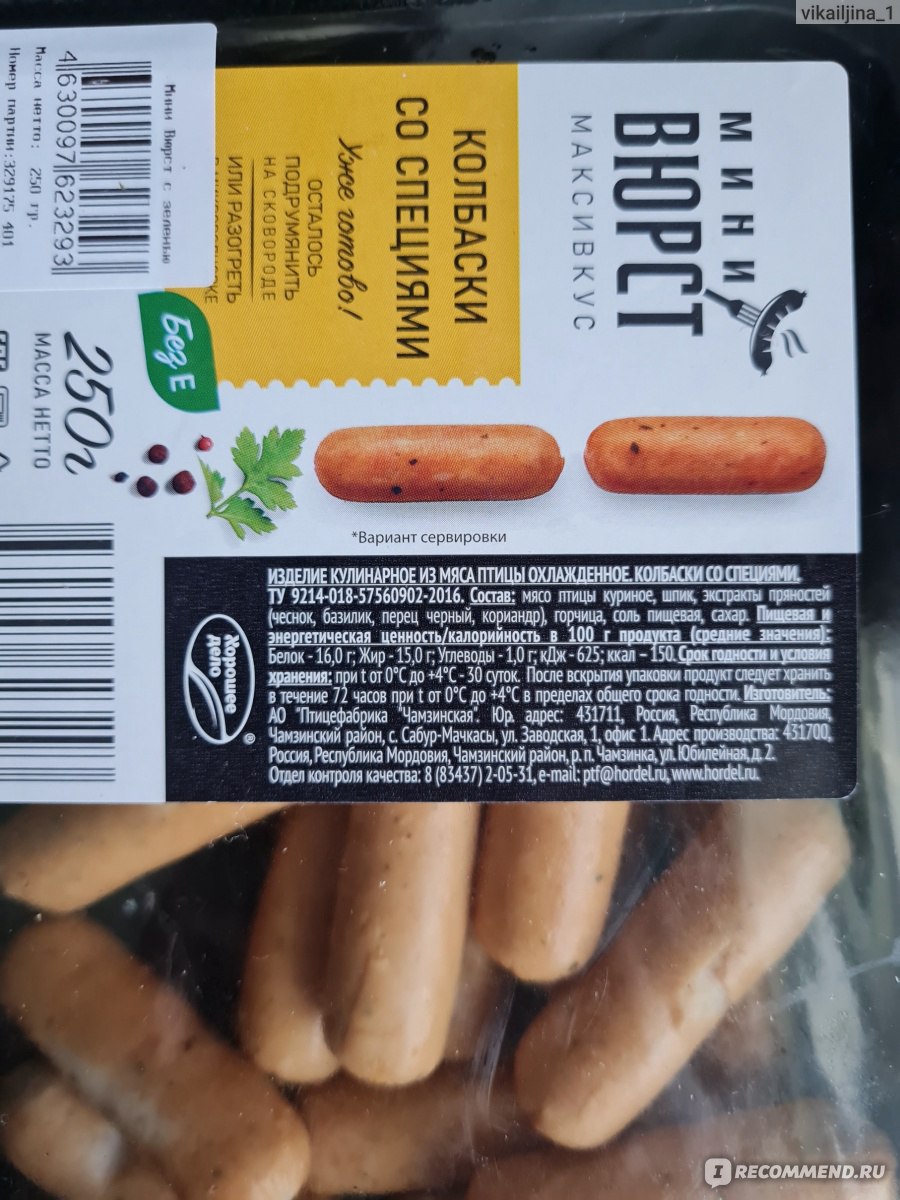 vikailjina_1
МИНИ
ВЮРСТ
МАКСИВКУС
КОЛБАСКИ
СО СПЕЦИЯМИ
Уже готово!
ОСТАЛОСЬ
ПОДРУМЯНИТЬ
НА СКОВОРОДЕ
ИЛИ РАЗОГРЕТЬ
Мини Вюрст с зеленью
4630097623293
Масса нетто: 250 гр.
Номер партии:329175 401
Без Е
250г
МАССА НЕТТО
*Вариант сервировки
ИЗДЕЛИЕ КУЛИНАРНОЕ ИЗ МЯСА ПТИЦЫ ОХЛАЖДЕННОЕ. КОЛБАСКИ СО СПЕЦИЯМИ.
ТУ 9214-018-57560902-2016. Состав: мясо птицы куриное, шпик, экстракты пряностей
(чеснок, базилик, перец черный, кориандр), горчица, соль пищевая, сахар. Пищевая и
энергетическая ценность/калорийность в 100 г продукта (средние значения):
Белок - 16,0 г; Жир - 15,0 г; Углеводы - 1,0 г; кДж - 625; ккал – 150. Срок годности и условия
хранения: при t от 0°С до +4°С - 30 суток. После вскрытия упаковки продукт следует хранить
в течение 72 часов при t от 0°С до +4°С в пределах общего срока годности. Изготовитель:
АО "Птицефабрика "Чамзинская". Юр. адрес: 431711, Россия, Республика Мордовия,
Чамзинский район, с. Сабур-Мачкасы, ул. Заводская, 1, офис 1. Адрес производства: 431700,
Россия, Республика Мордовия, Чамзинский район, р. п. Чамзинка, ул. Юбилейная, д. 2.
Отдел контроля качества: 8 (83437) 2-05-31, e-mail: ptf@hordel.ru, www.hordel.ru.
Хорошее
дело
®
I RECOMMEND.RU